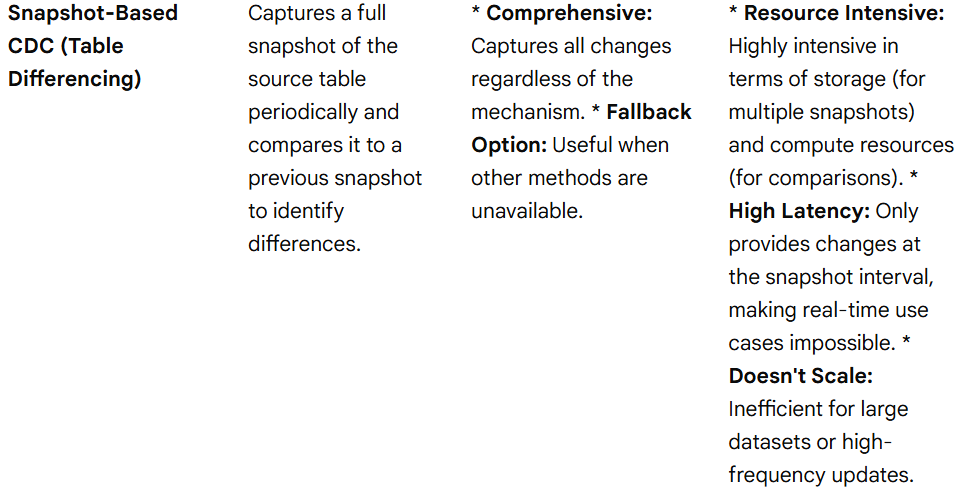 Snapshot-Based
CDC (Table
Differencing)
Captures a full
snapshot of the
source table
periodically and
compares it to a
previous snapshot
to identify
differences.
* Comprehensive:
Captures all changes
regardless of the
mechanism. * Fallback
Option: Useful when
other methods are
unavailable.
* Resource Intensive:
Highly intensive in
terms of storage (for
multiple snapshots)
and compute resources
(for comparisons). *
High Latency: Only
provides changes at
the snapshot interval,
making real-time use
cases impossible. *
Doesn't Scale:
Inefficient for large
datasets or high-
frequency updates.